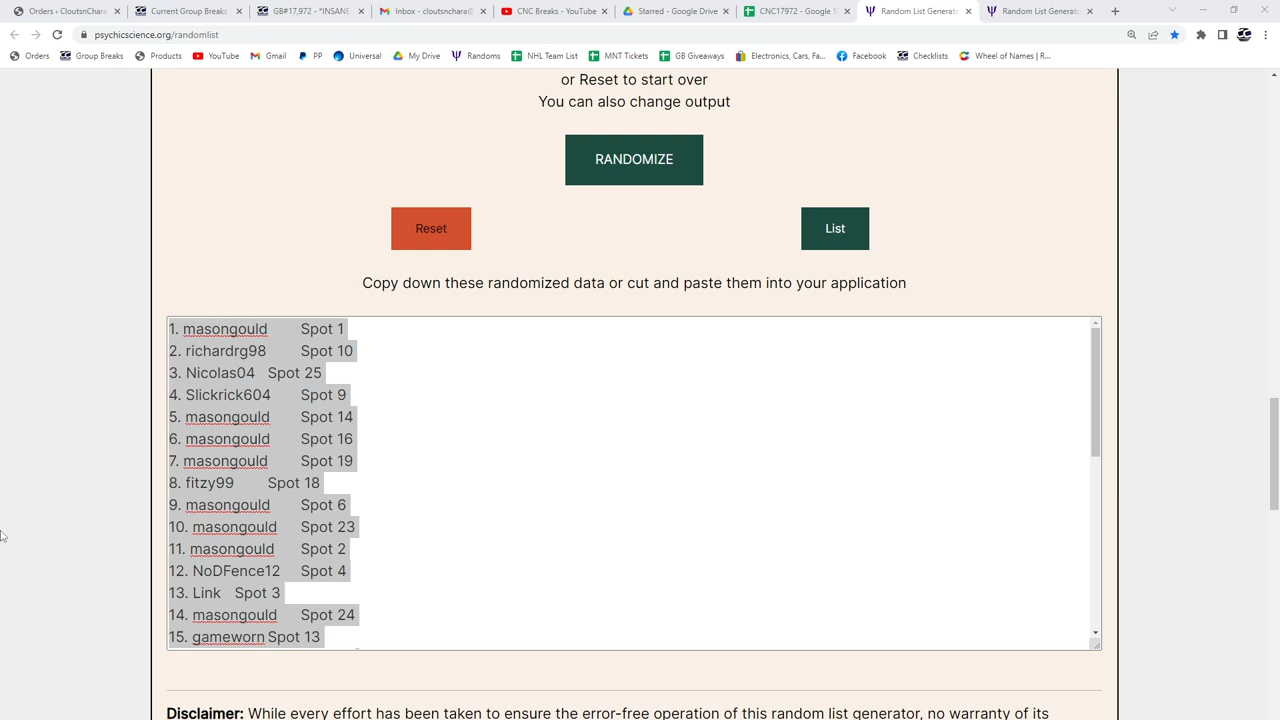 Orders ‹ CloutsnChara
Current Group Breaks
GB#17,972 - *INSANE
Inbox - cloutsnchara@
CNC Breaks - YouTube
Starred - Google Drive
CNC17972 - Google S
Random List Generato
Random List Generato
psychicscience.org/randomlist
Orders
Group Breaks
Products
YouTube
Gmail
PP
Universal
My Drive
Randoms
NHL Team List
MNT Tickets
GB Giveaways
Electronics, Cars, Fa...
Facebook
Checklists
Wheel of Names | R...
or Reset to start over
You can also change output
RANDOMIZE
Reset
List
Copy down these randomized data or cut and paste them into your application
1. masongould Spot 1
2. richardrg98 Spot 10
3. Nicolas04 Spot 25
4. Slickrick604 Spot 9
5. masongould Spot 14
6. masongould Spot 16
7. masongould Spot 19
8. fitzy99 Spot 18
9. masongould Spot 6
10. masongould Spot 23
11. masongould Spot 2
12. NoDFence12 Spot 4
13. Link Spot 3
14. masongould Spot 24
15. gameworn Spot 13
Disclaimer: While every effort has been taken to ensure the error-free operation of this random list generator, no warranty of its